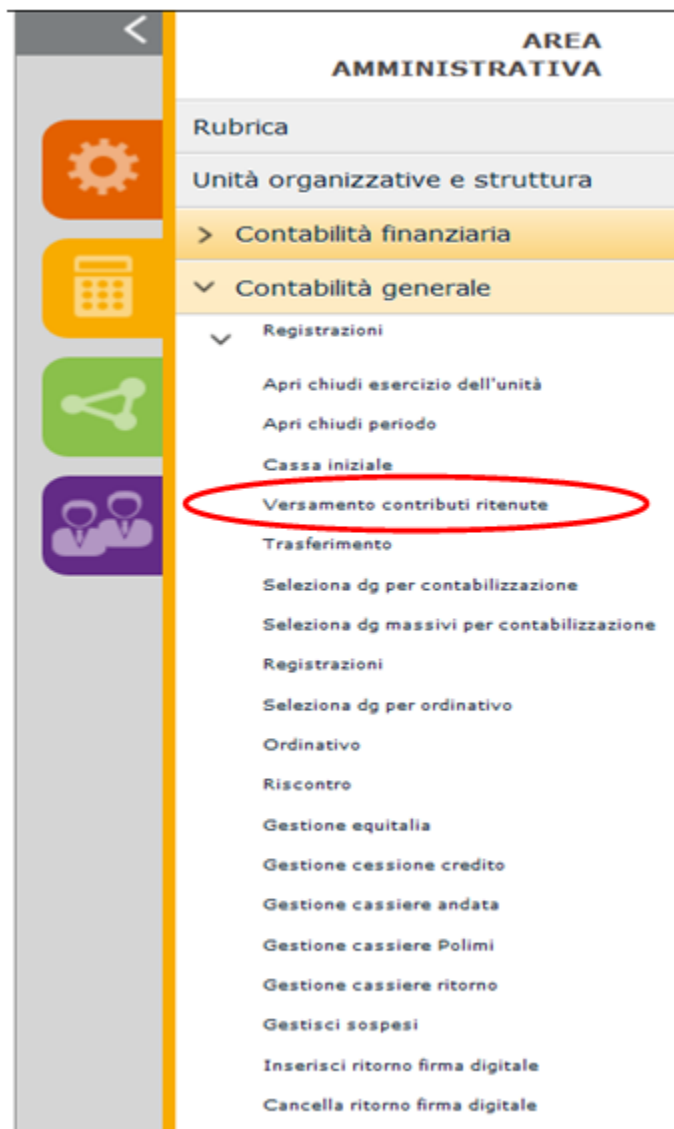 AREA
AMMINISTRATIVA
Rubrica
Unità organizzative e struttura
> Contabilità finanziaria
Contabilità generale
Registrazioni
Apri chiudi esercizio dell'unità
Apri chiudi periodo
Cassa iniziale
Versamento contributi ritenute
Trasferimento
Seleziona dg per contabilizzazione
Seleziona dg massivi per contabilizzazione
Registrazioni
Seleziona dg per ordinativo
Ordinativo
Riscontro
Gestione equitalia
Gestione cessione credito
Gestione cassiere andata
Gestione cassiere Polimi
Gestione cassiere ritorno
Gestisci sospesi
Inserisci ritorno firma digitale
Cancella ritorno firma digitale